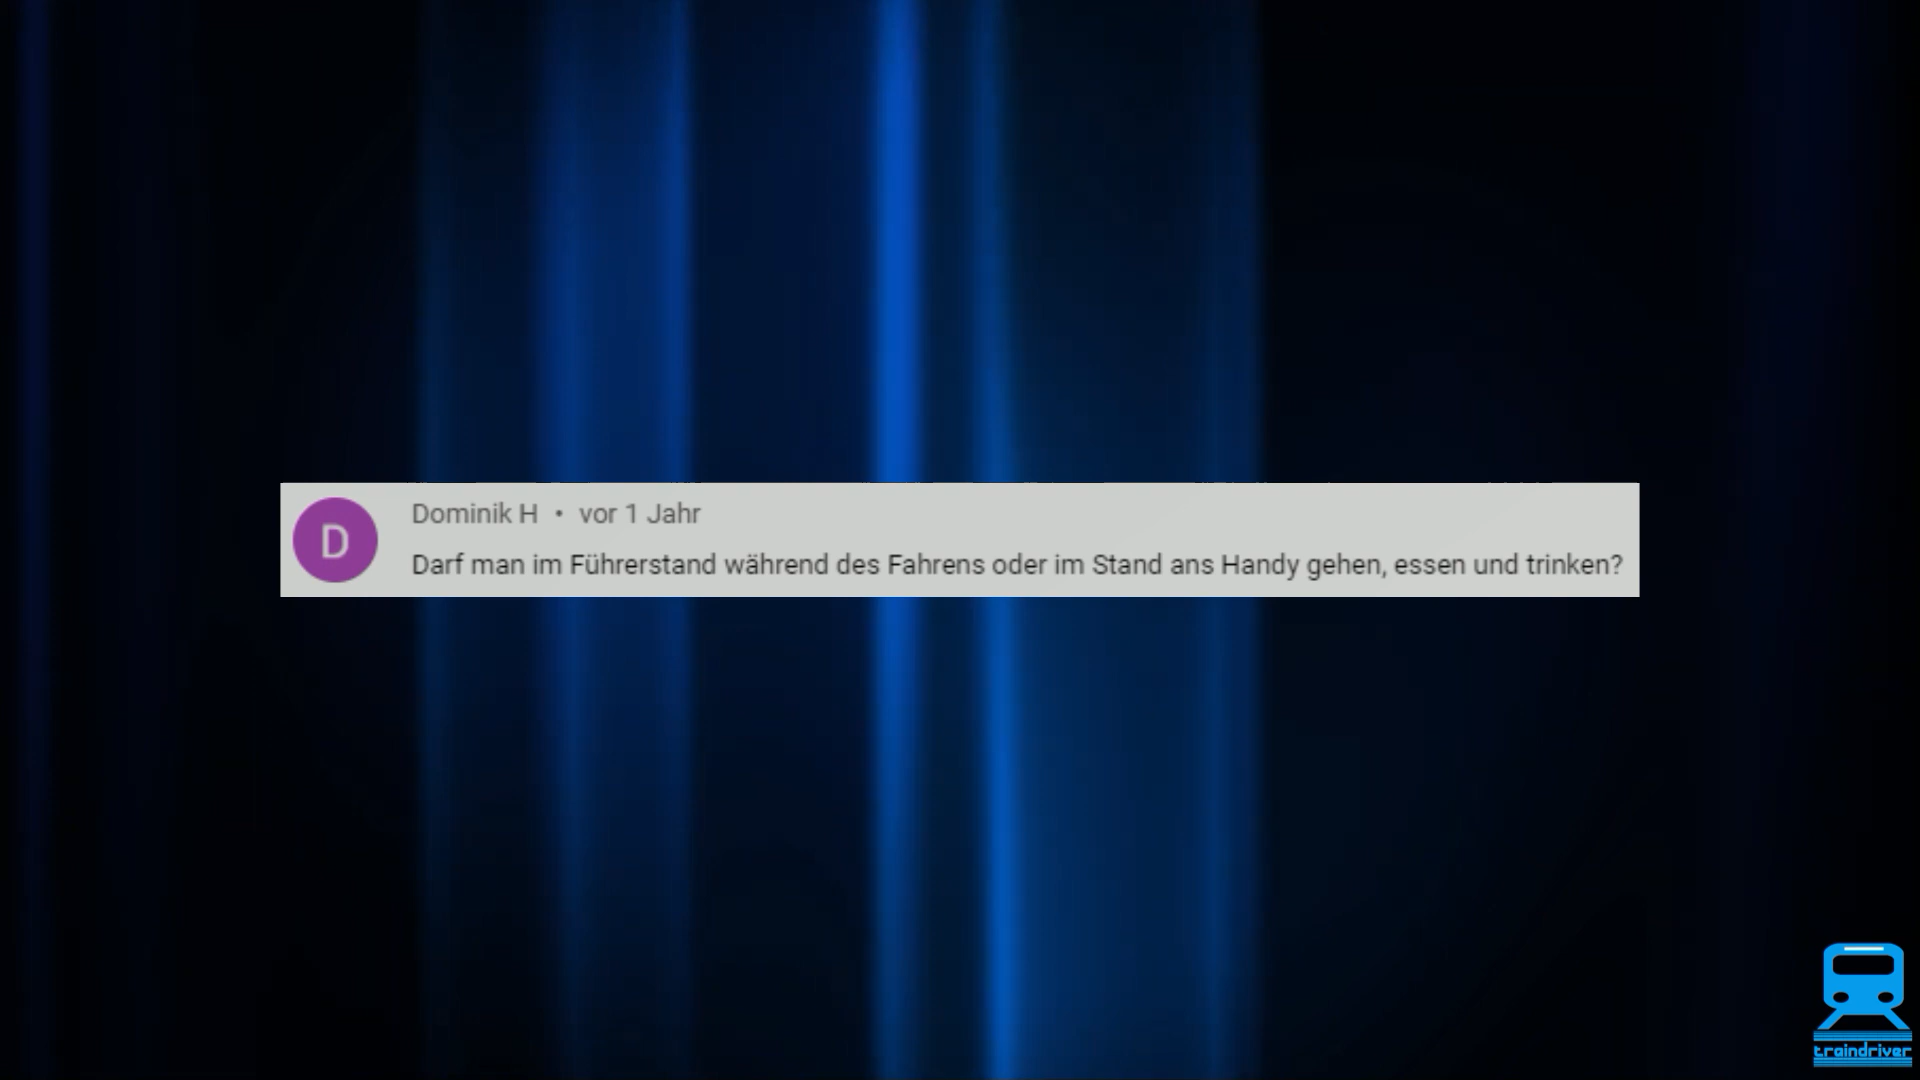 D
Dominik H • vor 1 Jahr
Darf man im Führerstand während des Fahrens oder im Stand ans Handy gehen, essen und trinken?
traindriver